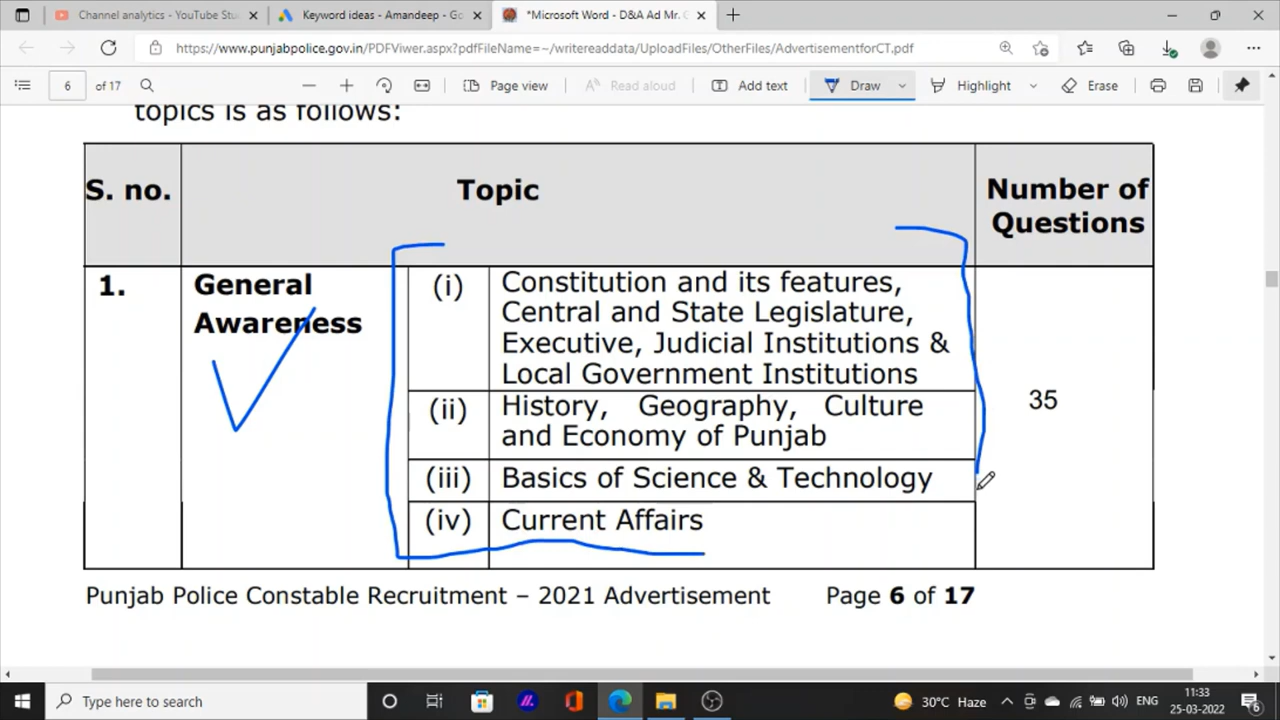 Channel analytics - YouTube Stu
Keyword ideas - Amandeep - Go
*Microsoft Word - D&A Ad Mr.
https://www.punjabpolice.gov.in/PDFViwer.aspx?pdfFileName=~/writereaddata/UploadFiles/OtherFiles/AdvertisementforCT.pdf
6 of 17
Page view
Read aloud
Add text
Draw
Highlight
Erase
topics is as follows:
S. no.
Topic
Number of
Questions
1.
General
Awareness
(i)
Constitution and its features,
Central and State Legislature,
Executive, Judicial Institutions &
Local Government Institutions
(ii)
History, Geography, Culture
and Economy of Punjab
(iii)
Basics of Science & Technology
(iv)
Current Affairs
35
Punjab Police Constable Recruitment – 2021 Advertisement
Page 6 of 17
Type here to search
30°C Haze
ENG
11:33
25-03-2022
6